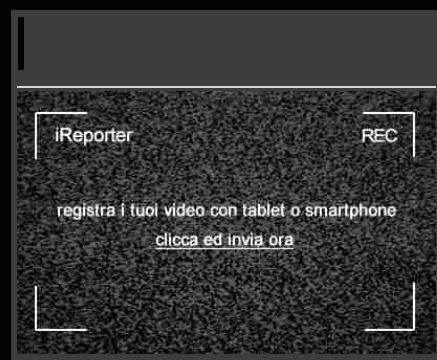 iReporter REC
registra i tuoi video con tablet o smartphone
clicca ed invia ora